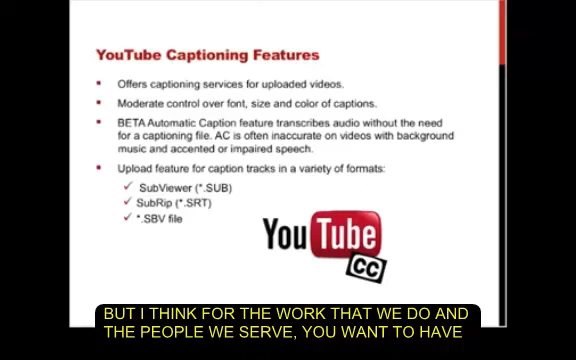 YouTube Captioning Features
Offers captioning services for uploaded videos.
Moderate control over font, size and color of captions.
BETA Automatic Caption feature transcribes audio without the need
for a captioning file. AC is often inaccurate on videos with background
music and accented or impaired speech.
Upload feature for caption tracks in a variety of formats:
SubViewer (*.SUB)
SubRip (*.SRT)
*.SBV file
YouTube
CC
BUT I THINK FOR THE WORK THAT WE DO AND
THE PEOPLE WE SERVE, YOU WANT TO HAVE